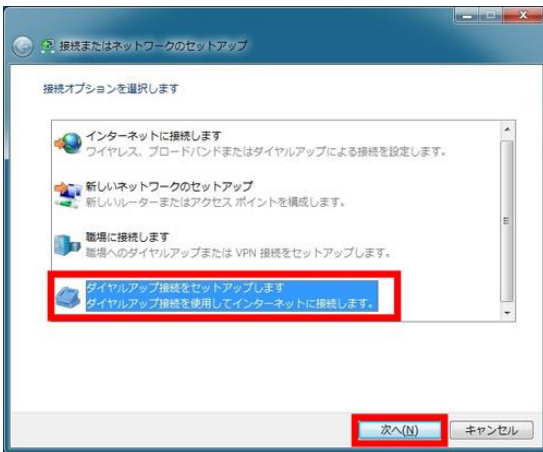 接続またはネットワークのセットアップ
接続オプションを選択します
インターネットに接続します
ワイヤレス、ブロードバンドまたはダイヤルアップによる接続を設定します。
新しいネットワークのセットアップ
新しいルーターまたはアクセス ポイントを構成します。
職場に接続します
職場へのダイヤルアップまたは VPN 接続をセットアップします。
ダイヤルアップ接続をセットアップします
ダイヤルアップ接続を使用してインターネットに接続します。
次へ(N)
キャンセル